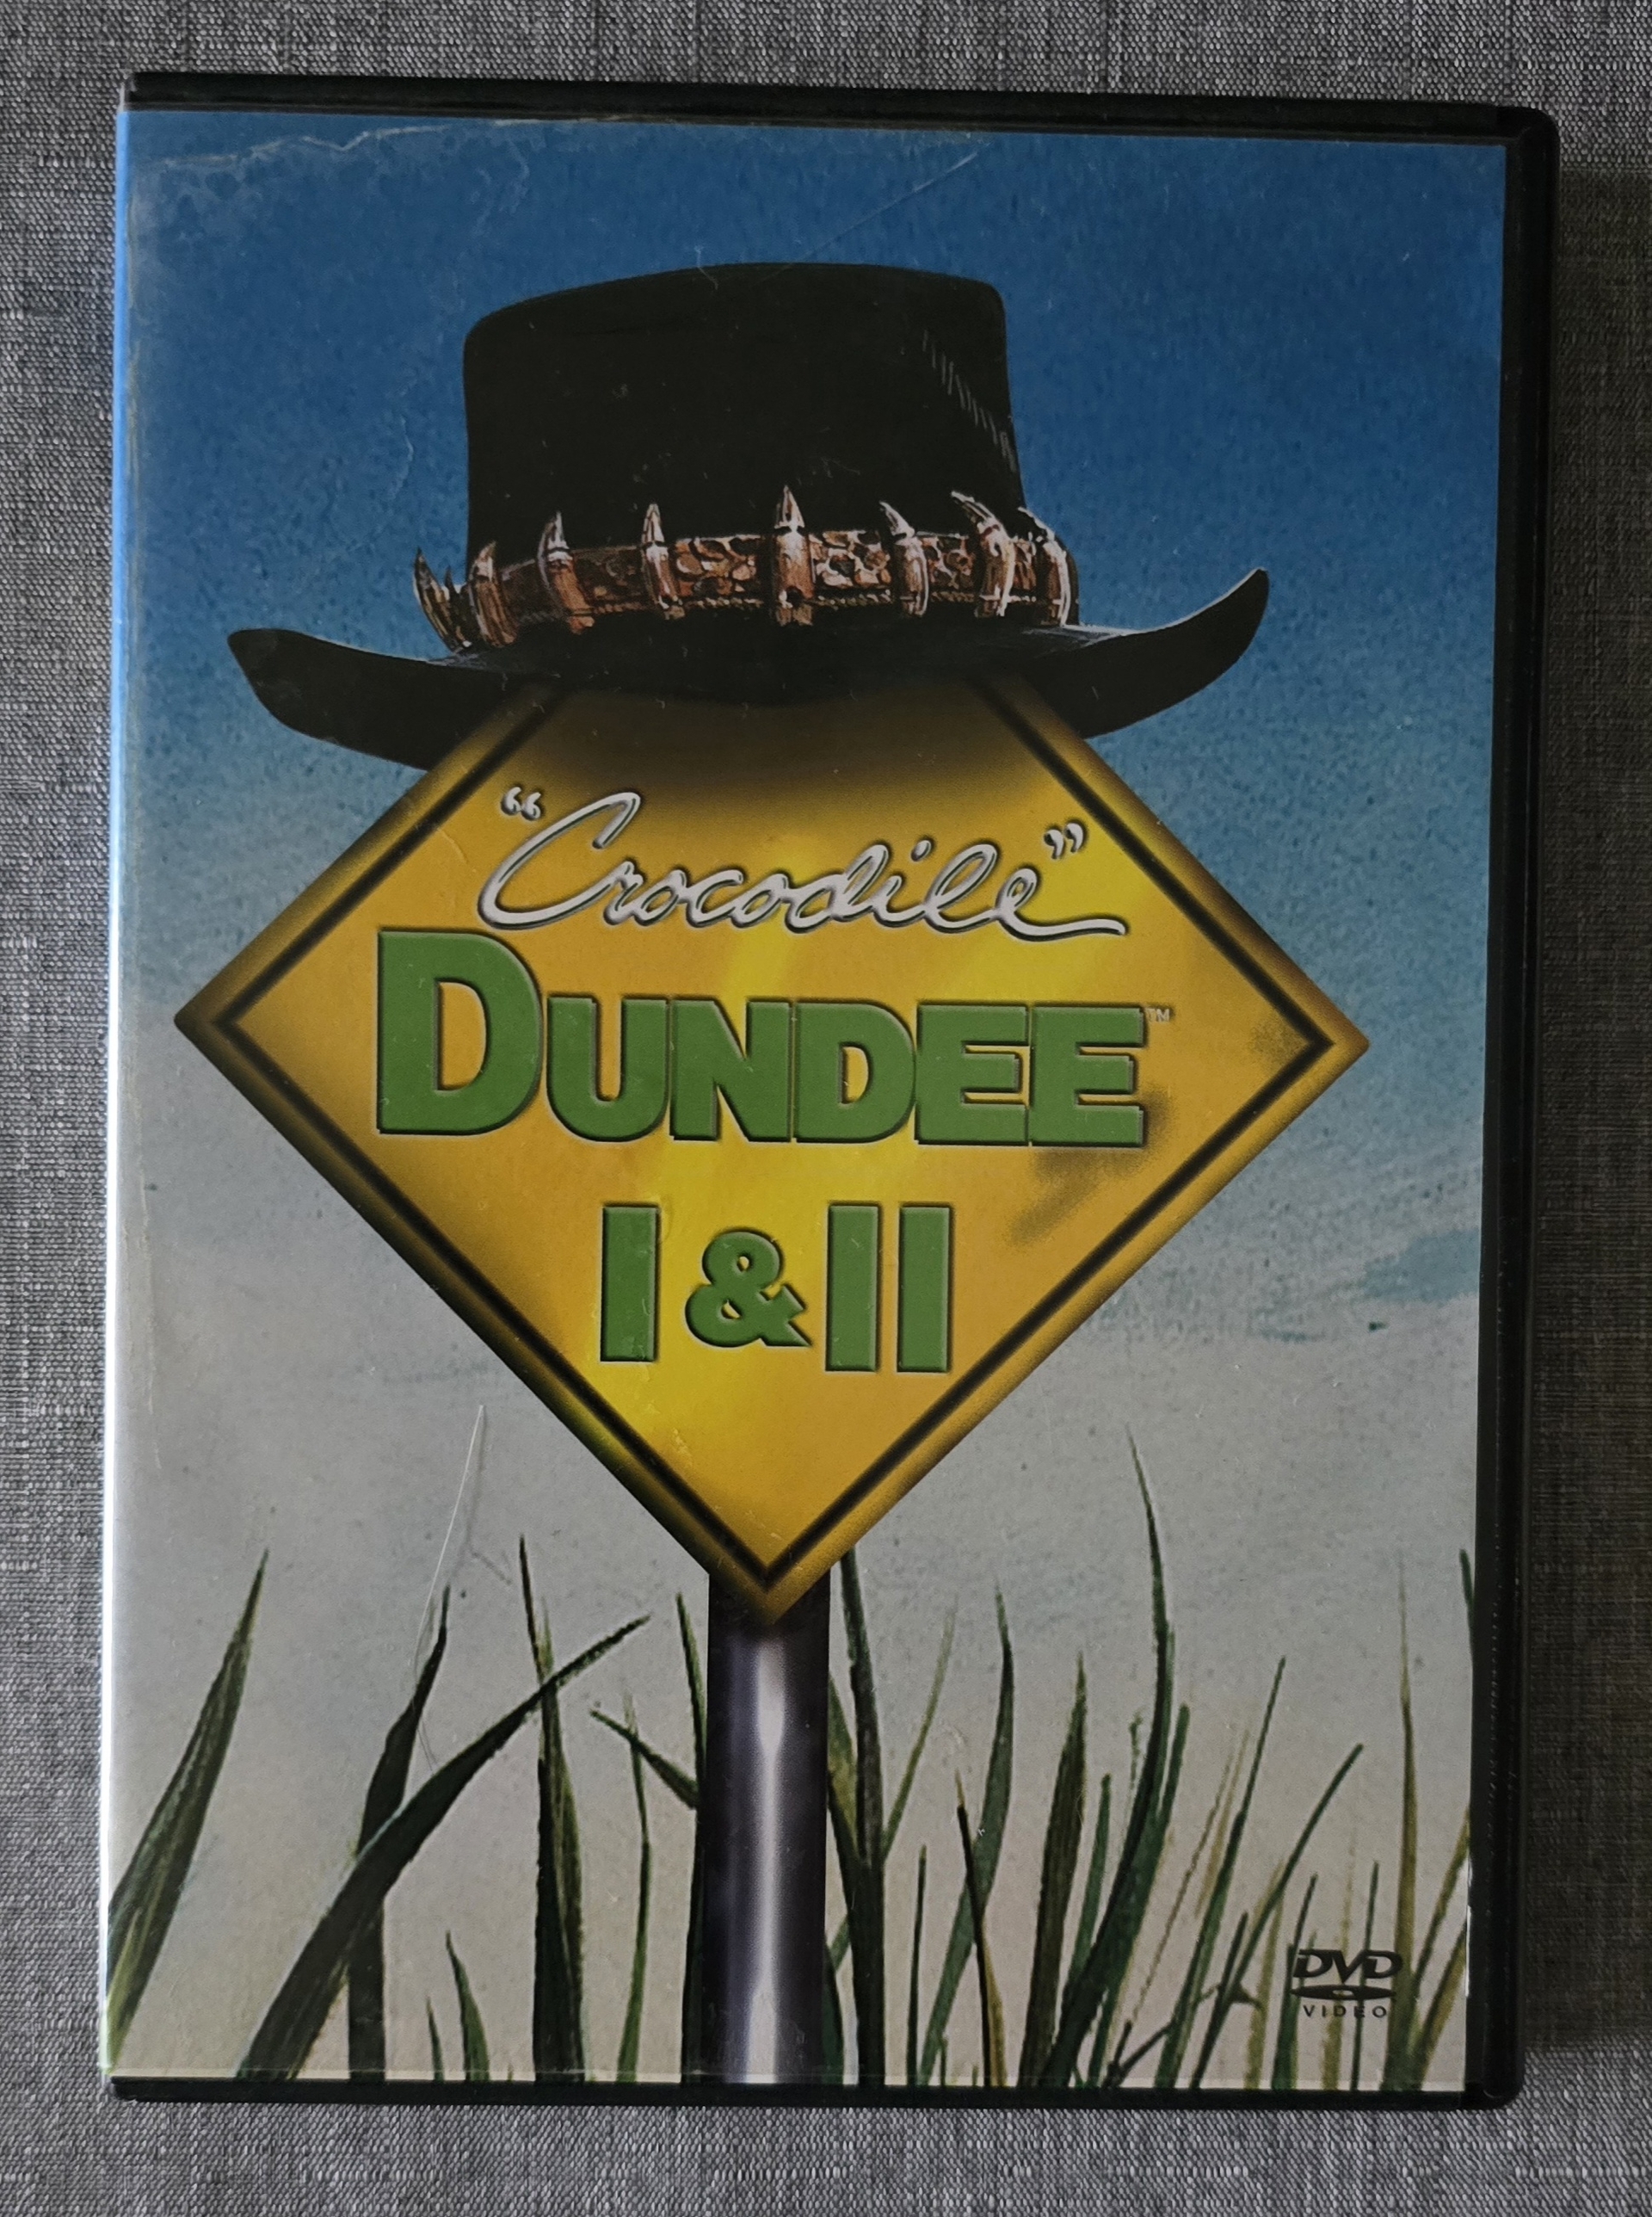 “Crocodile”
DUNDEE™
I & II
DVD
VIDEO